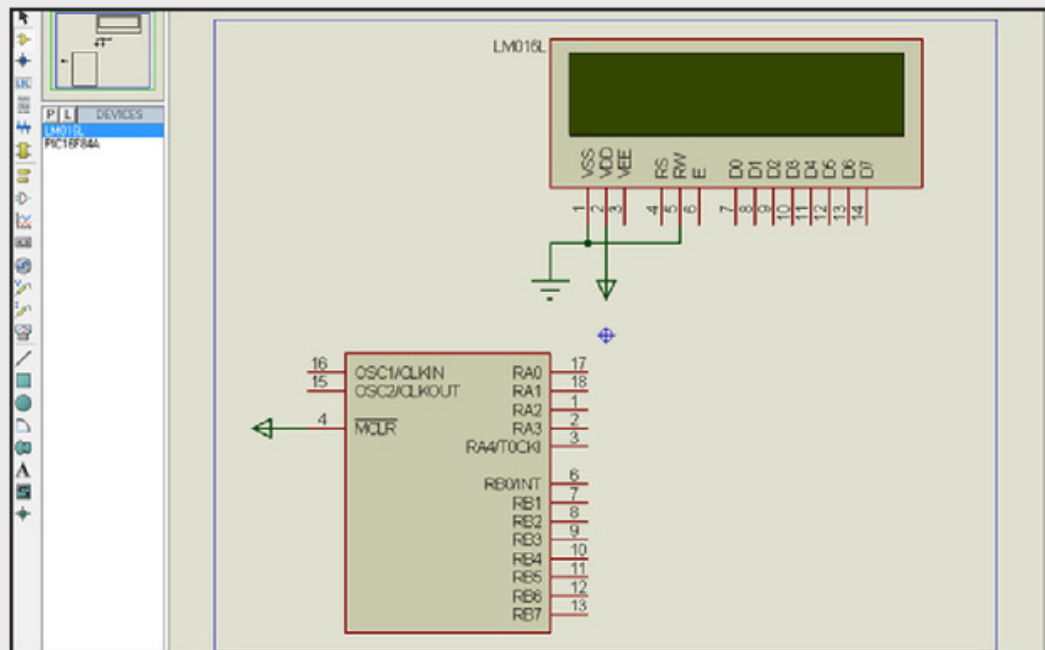 LM016L
P L DEVICES
LM016L
PIC16F84A
LBL
A
S
VSS VDD VEE RS RW E D0 D1 D2 D3 D4 D5 D6 D7
1 2 3 4 5 6 7 8 9 10 11 12 13 14
16 OSC1/CLKIN RA0 17
15 OSC2/CLKOUT RA1 18
RA2 1
4 MCLR RA3 2
RA4/T0CKI 3
RB0/INT 6
RB1 7
RB2 8
RB3 9
RB4 10
RB5 11
RB6 12
RB7 13